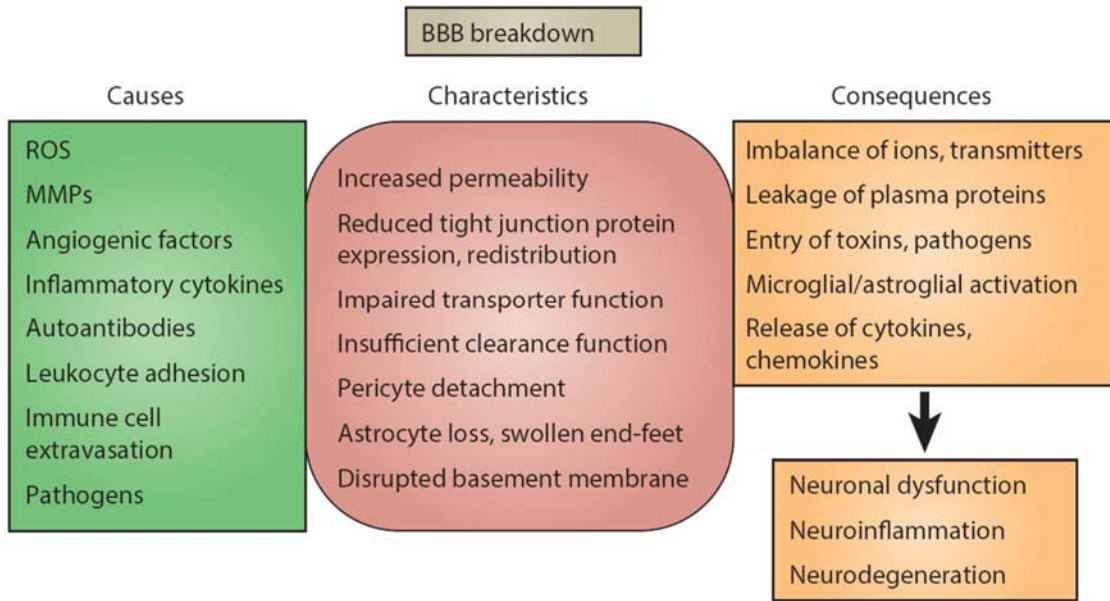 BBB breakdown
Causes
ROS
MMPs
Angiogenic factors
Inflammatory cytokines
Autoantibodies
Leukocyte adhesion
Immune cell
extravasation
Pathogens
Characteristics
Increased permeability
Reduced tight junction protein
expression, redistribution
Impaired transporter function
Insufficient clearance function
Pericyte detachment
Astrocyte loss, swollen end-feet
Disrupted basement membrane
Consequences
Imbalance of ions, transmitters
Leakage of plasma proteins
Entry of toxins, pathogens
Microglial/astroglial activation
Release of cytokines,
chemokines
Neuronal dysfunction
Neuroinflammation
Neurodegeneration